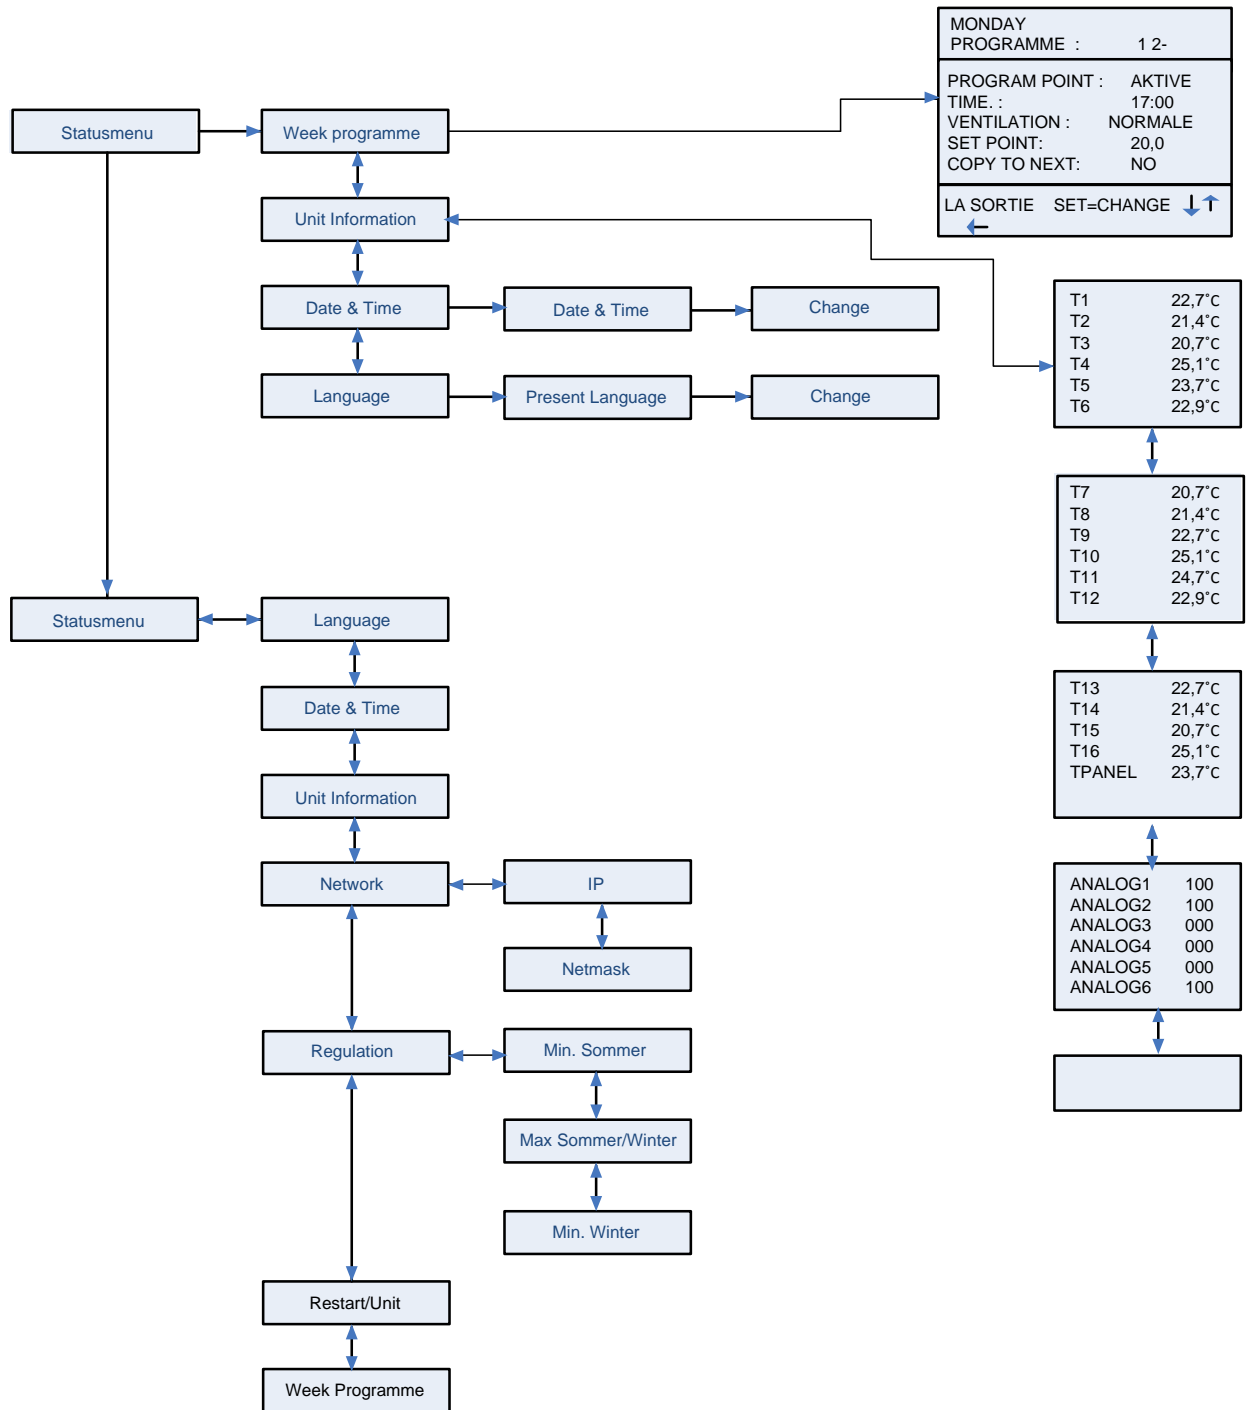 MONDAY
PROGRAMME : 1 2-
PROGRAM POINT : AKTIVE
TIME. : 17:00
VENTILATION : NORMALE
SET POINT: 20,0
COPY TO NEXT: NO
LA SORTIE SET=CHANGE
Statusmenu
Week programme
Unit Information
Date & Time
Date & Time
Change
Language
Present Language
Change
T1 22,7°C
T2 21,4°C
T3 20,7°C
T4 25,1°C
T5 23,7°C
T6 22,9°C
T7 20,7°C
T8 21,4°C
T9 22,7°C
T10 25,1°C
T11 24,7°C
T12 22,9°C
T13 22,7°C
T14 21,4°C
T15 20,7°C
T16 25,1°C
TPANEL 23,7°C
ANALOG1 100
ANALOG2 100
ANALOG3 000
ANALOG4 000
ANALOG5 000
ANALOG6 100
Statusmenu
Language
Date & Time
Unit Information
Network
IP
Netmask
Regulation
Min. Sommer
Max Sommer/Winter
Min. Winter
Restart/Unit
Week Programme